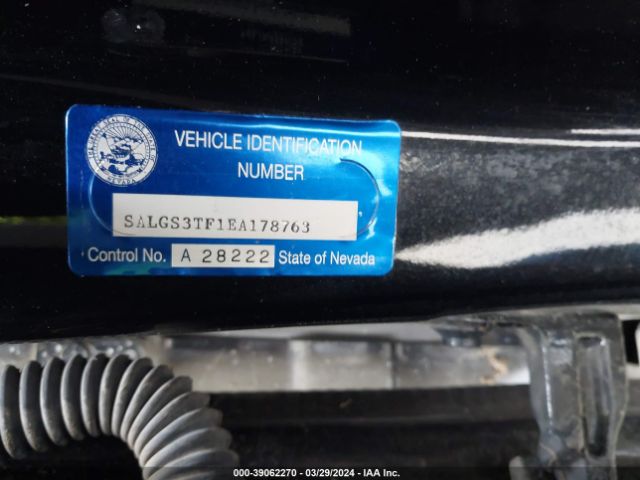 VEHICLE IDENTIFICATION
NUMBER
SALGS3TF1EA178763
Control No. A 28222 State of Nevada
000-39062270 - 03/29/2024 - IAA Inc.